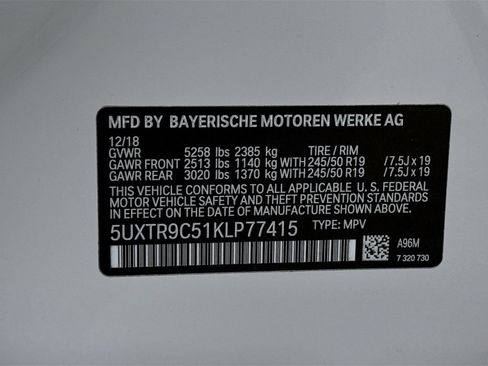 MFD BY BAYERISCHE MOTOREN WERKE AG
12/18
GVWR 5258 lbs 2385 kg TIRE / RIM
GAWR FRONT 2513 lbs 1140 kg WITH 245/50 R19 /7.5J x 19
GAWR REAR 3020 lbs 1370 kg WITH 245/50 R19 /7.5J x 19
THIS VEHICLE CONFORMS TO ALL APPLICABLE U. S. FEDERAL
MOTOR VEHICLE SAFETY AND THEFT PREVENTION STANDARDS
IN EFFECT ON THE DATE OF MANUFACTURE SHOWN ABOVE.
5UXTR9C51KLP77415 TYPE: MPV
A96M
7 320 730